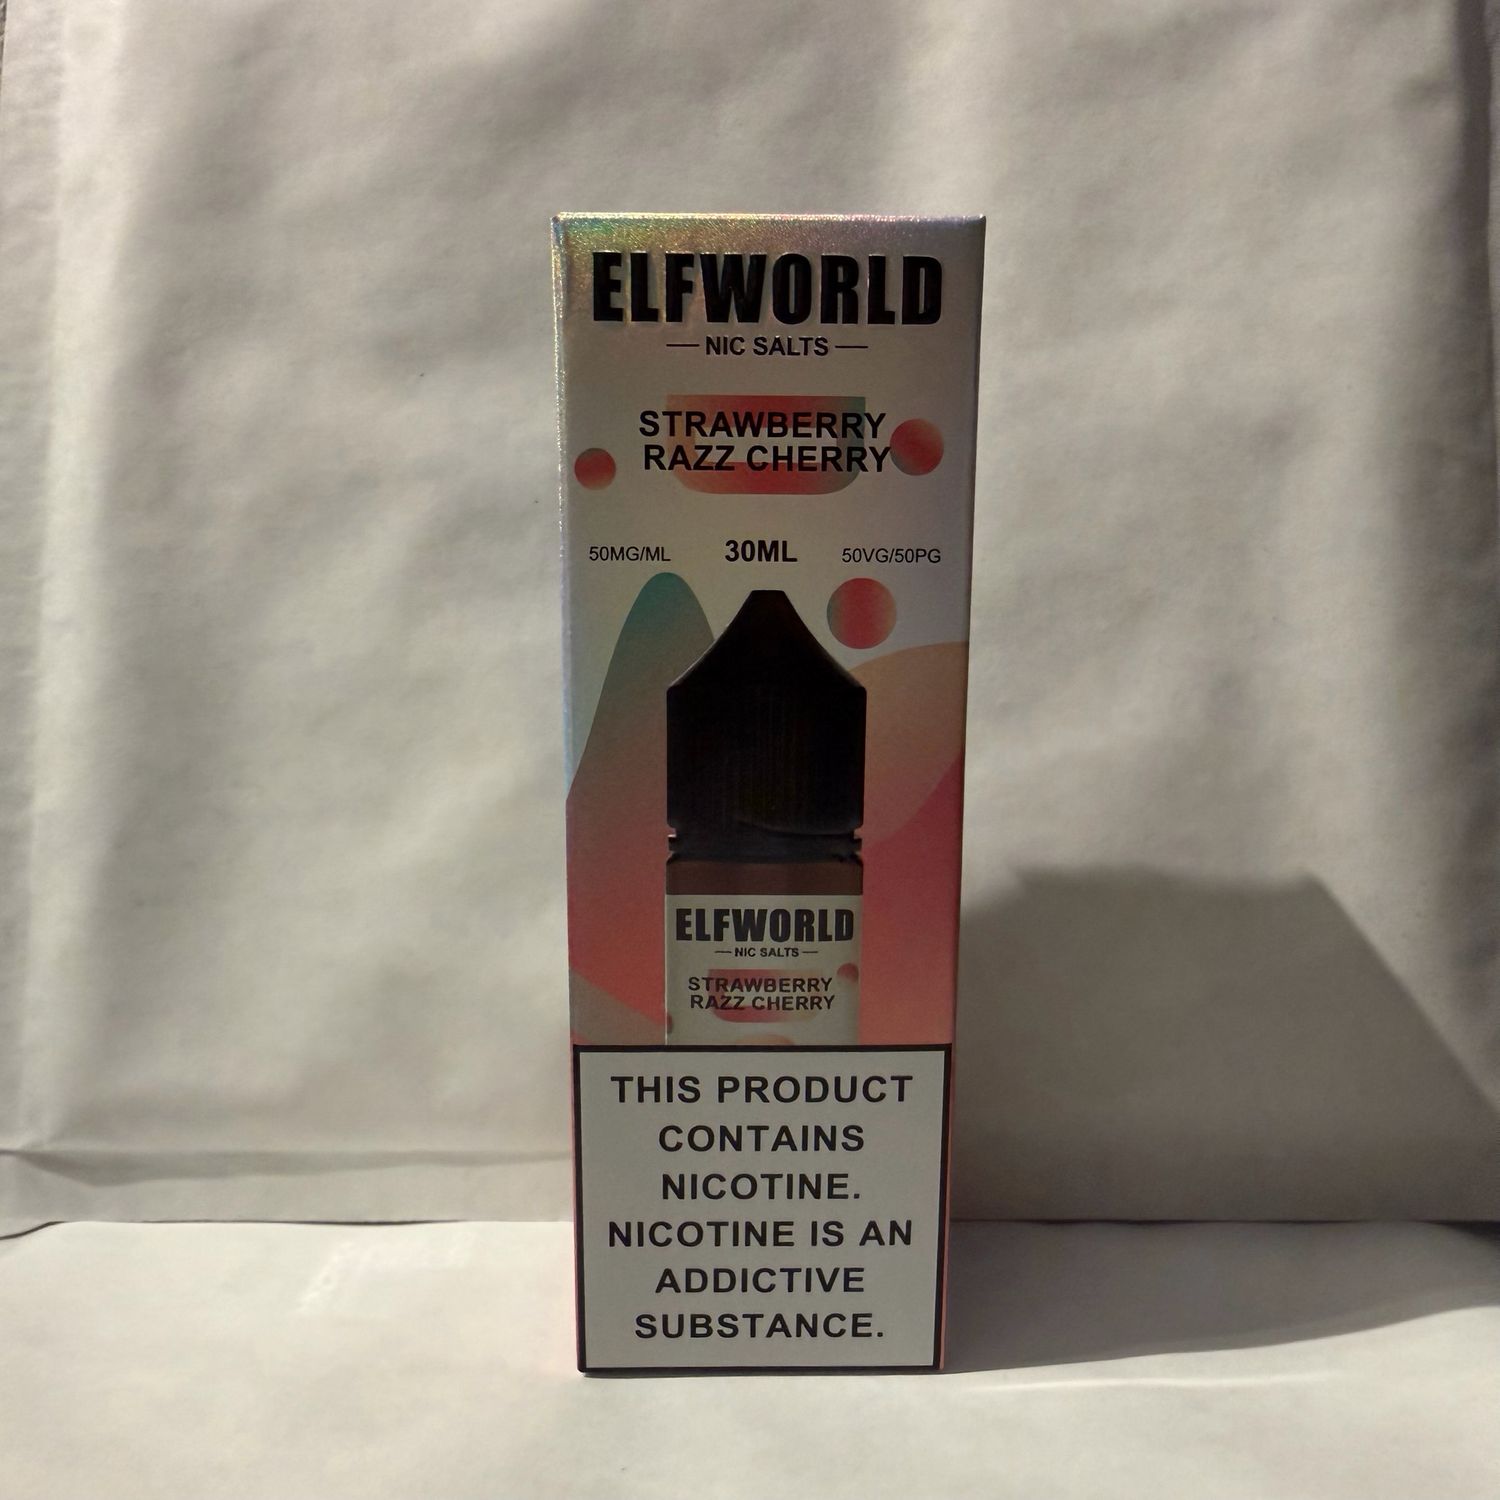 ELFWORLD
NIC SALTS
STRAWBERRY
RAZZ CHERRY
50MG/ML 30ML 50VG/50PG
ELFWORLD
NIC SALTS
STRAWBERRY
RAZZ CHERRY
THIS PRODUCT
CONTAINS
NICOTINE.
NICOTINE IS AN
ADDICTIVE
SUBSTANCE.